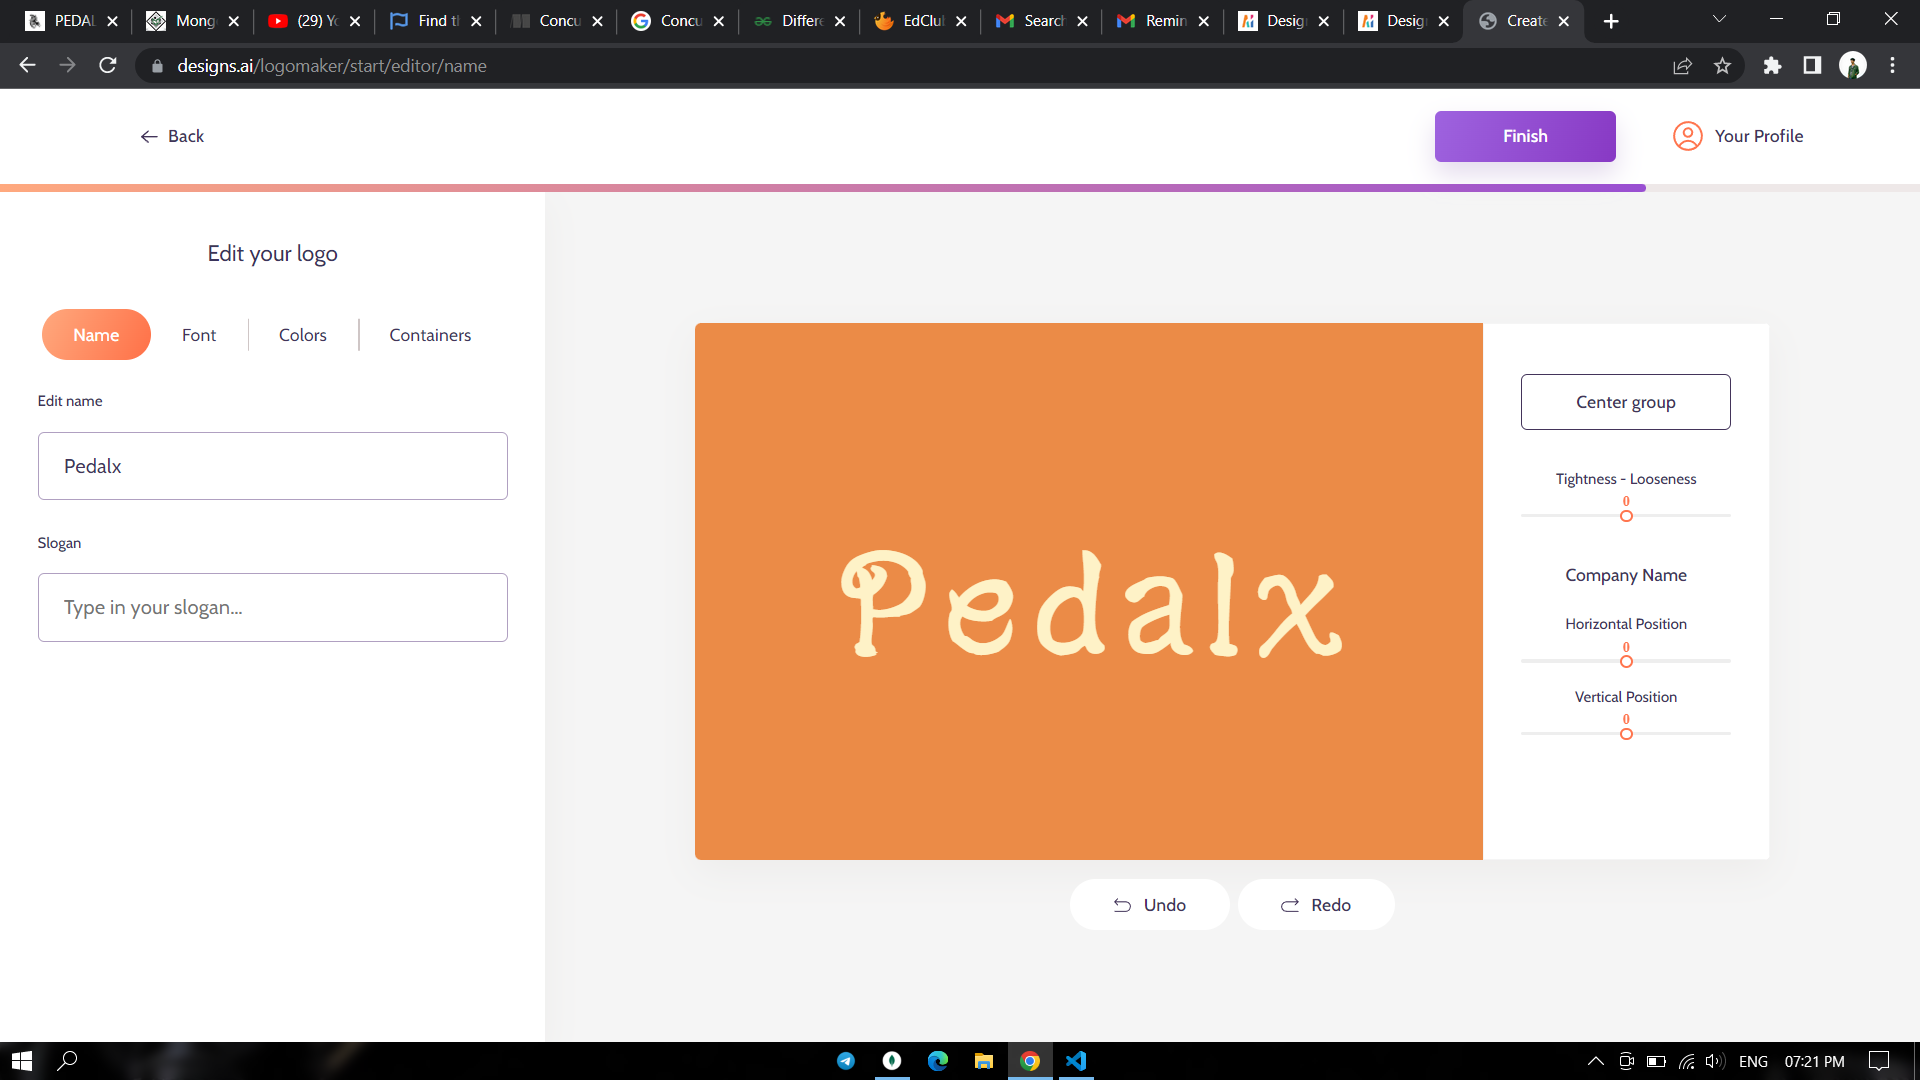 PEDAL
Mong
(29) Yo
Find t
Concu
Concu
Differe
EdClu
Search
Remin
Desig
Desig
Create
designs.ai/logomaker/start/editor/name
Back
Finish
Your Profile
Edit your logo
Name
Font
Colors
Containers
Edit name
Pedalx
Slogan
Type in your slogan...
Pedalx
Center group
Tightness - Looseness
0
Company Name
Horizontal Position
0
Vertical Position
0
Undo
Redo
ENG
07:21 PM